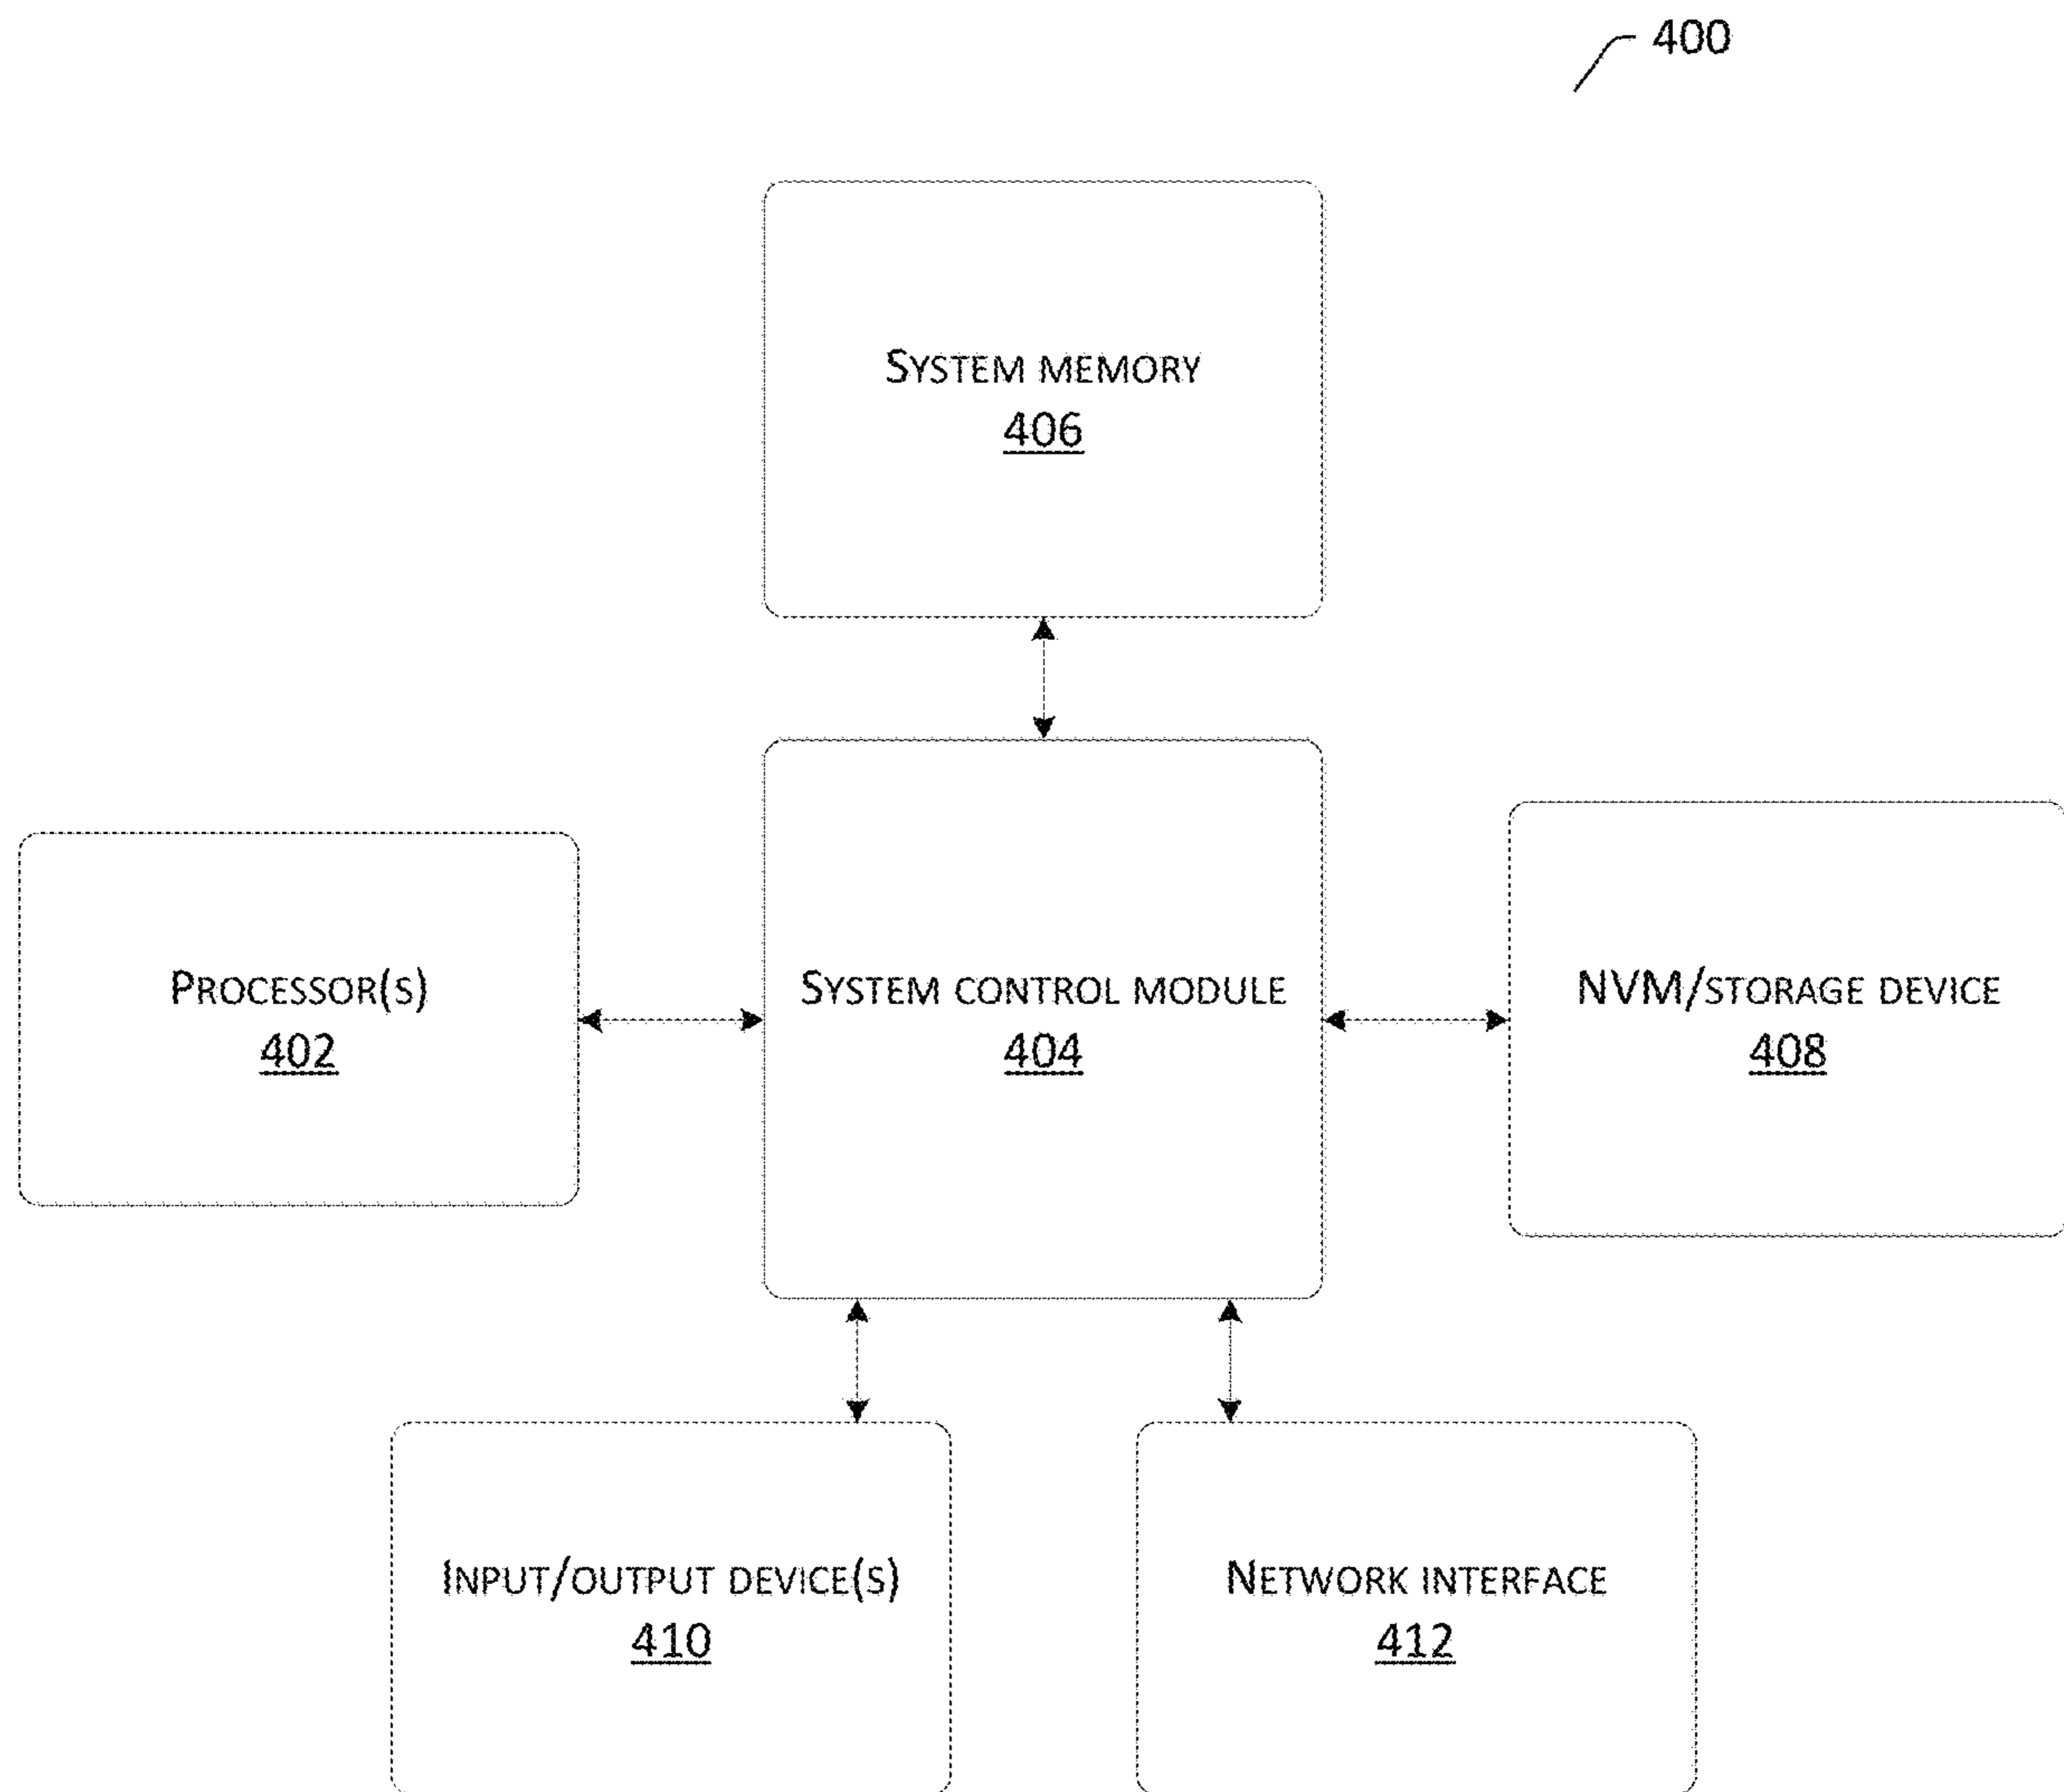 400
SYSTEM MEMORY
406
PROCESSOR(S)
402
SYSTEM CONTROL MODULE
404
NVM/STORAGE DEVICE
408
INPUT/OUTPUT DEVICE(S)
410
NETWORK INTERFACE
412